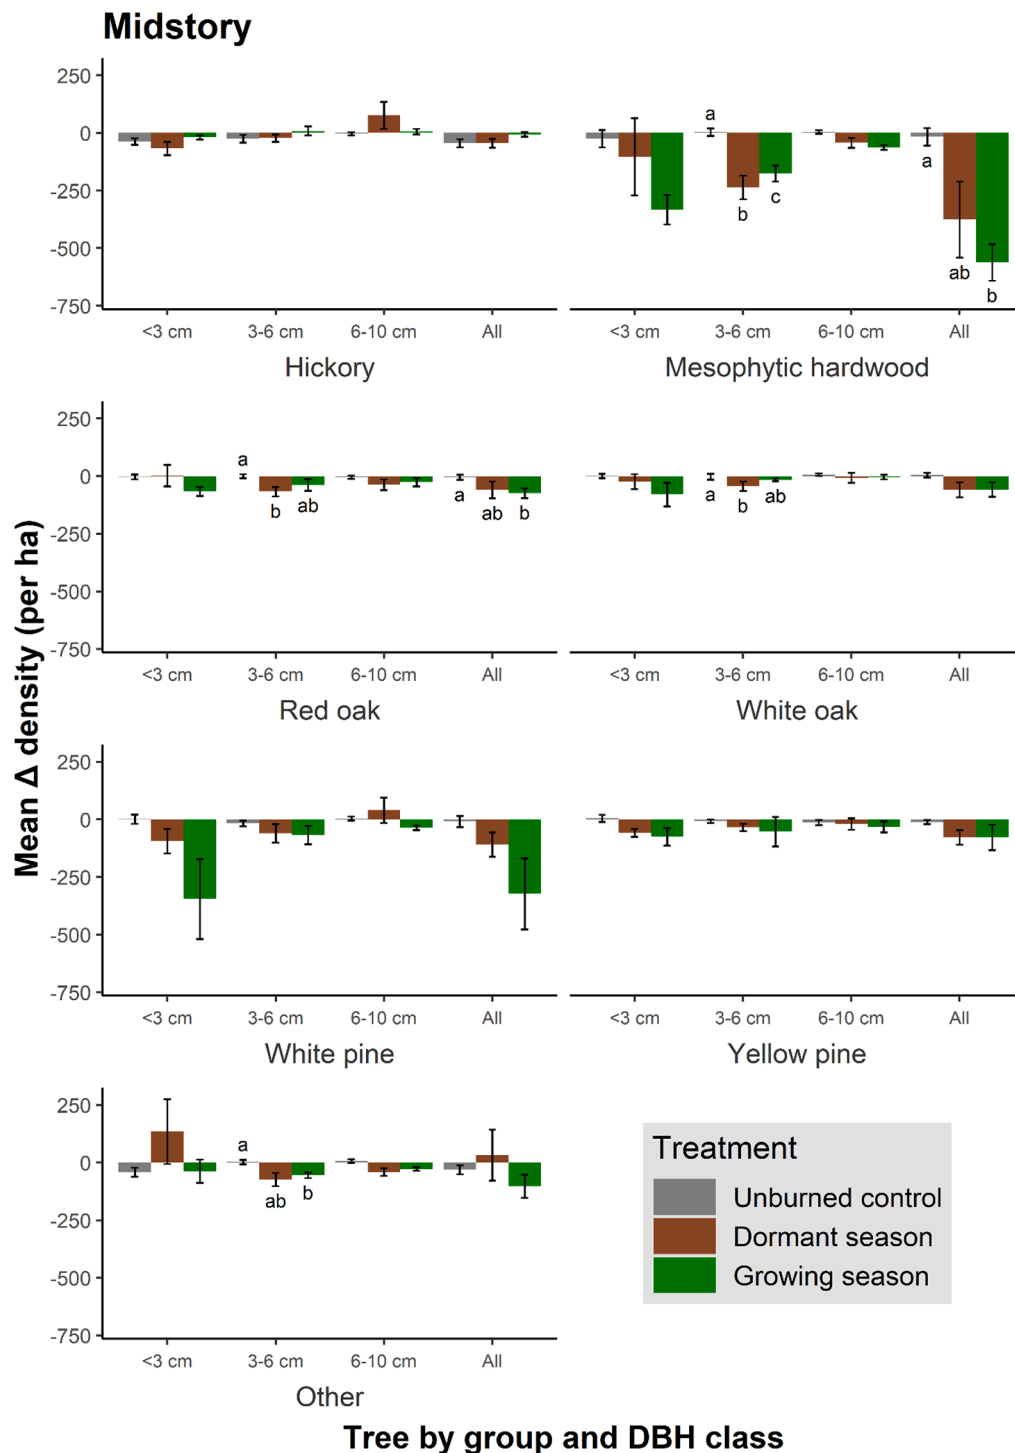 Midstory
Mean Δ density (per ha)
250
0
-250
-500
-750
a
b
c
a
ab
b
<3 cm
3-6 cm
6-10 cm
All
<3 cm
3-6 cm
6-10 cm
All
Hickory
Mesophytic hardwood
250
0
-250
-500
-750
a
b
ab
a
ab
b
a
b
ab
<3 cm
3-6 cm
6-10 cm
All
<3 cm
3-6 cm
6-10 cm
All
Red oak
White oak
250
0
-250
-500
-750
<3 cm
3-6 cm
6-10 cm
All
<3 cm
3-6 cm
6-10 cm
All
White pine
Yellow pine
250
0
-250
-500
-750
a
ab
b
<3 cm
3-6 cm
6-10 cm
All
Other
Treatment
Unburned control
Dormant season
Growing season
Tree by group and DBH class